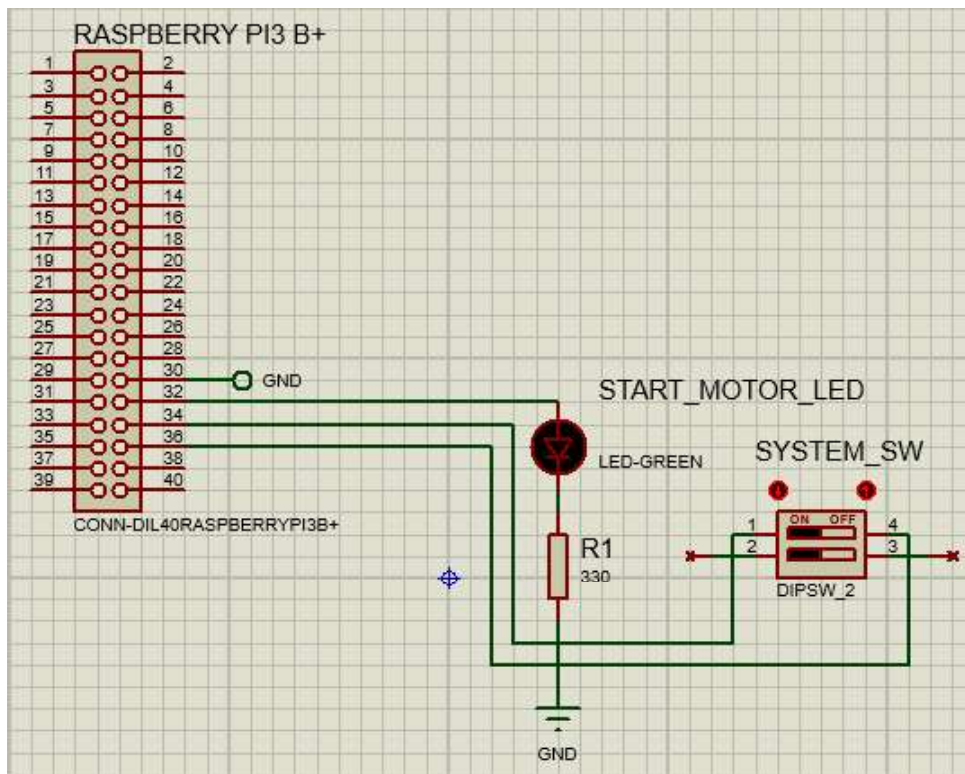 RASPBERRY PI3 B+
1 2
3 4
5 6
7 8
9 10
11 12
13 14
15 16
17 18
19 20
21 22
23 24
25 26
27 28
29 30
31 32
33 34
35 36
37 38
39 40
CONN-DIL40RASPBERRYPI3B+
GND
START_MOTOR_LED
LED-GREEN
R1
330
GND
SYSTEM_SW
ON OFF
1 4
2 3
DIPSW_2